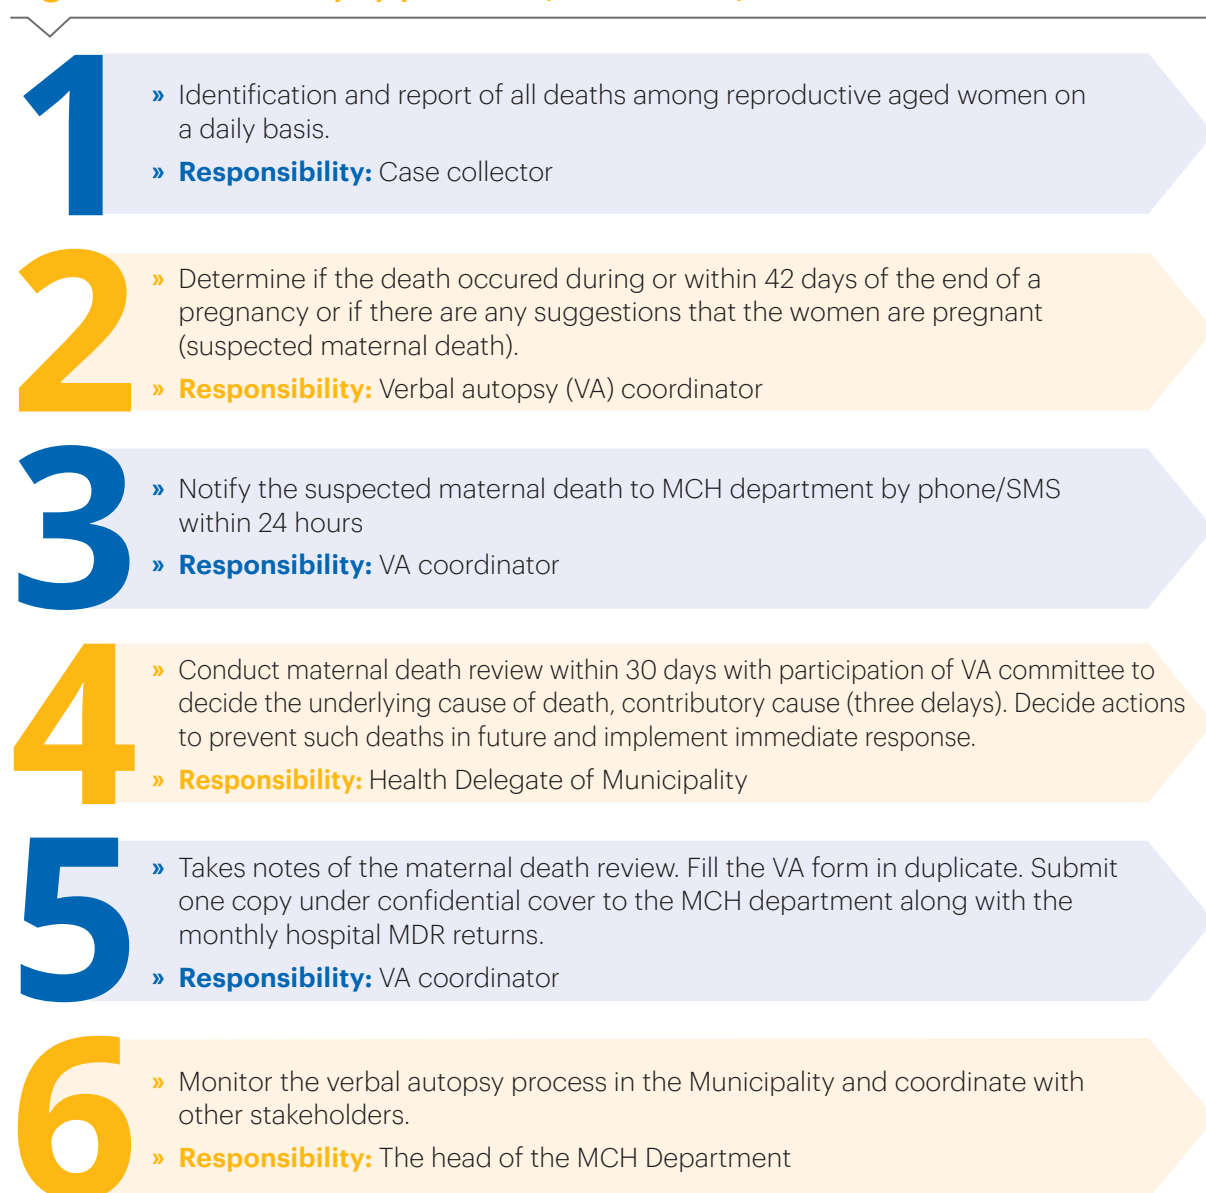 1
» Identification and report of all deaths among reproductive aged women on
a daily basis.
» Responsibility: Case collector
2
» Determine if the death occured during or within 42 days of the end of a
pregnancy or if there are any suggestions that the women are pregnant
(suspected maternal death).
» Responsibility: Verbal autopsy (VA) coordinator
3
» Notify the suspected maternal death to MCH department by phone/SMS
within 24 hours
» Responsibility: VA coordinator
4
» Conduct maternal death review within 30 days with participation of VA committee to
decide the underlying cause of death, contributory cause (three delays). Decide actions
to prevent such deaths in future and implement immediate response.
» Responsibility: Health Delegate of Municipality
5
» Takes notes of the maternal death review. Fill the VA form in duplicate. Submit
one copy under confidential cover to the MCH department along with the
monthly hospital MDR returns.
» Responsibility: VA coordinator
6
» Monitor the verbal autopsy process in the Municipality and coordinate with
other stakeholders.
» Responsibility: The head of the MCH Department